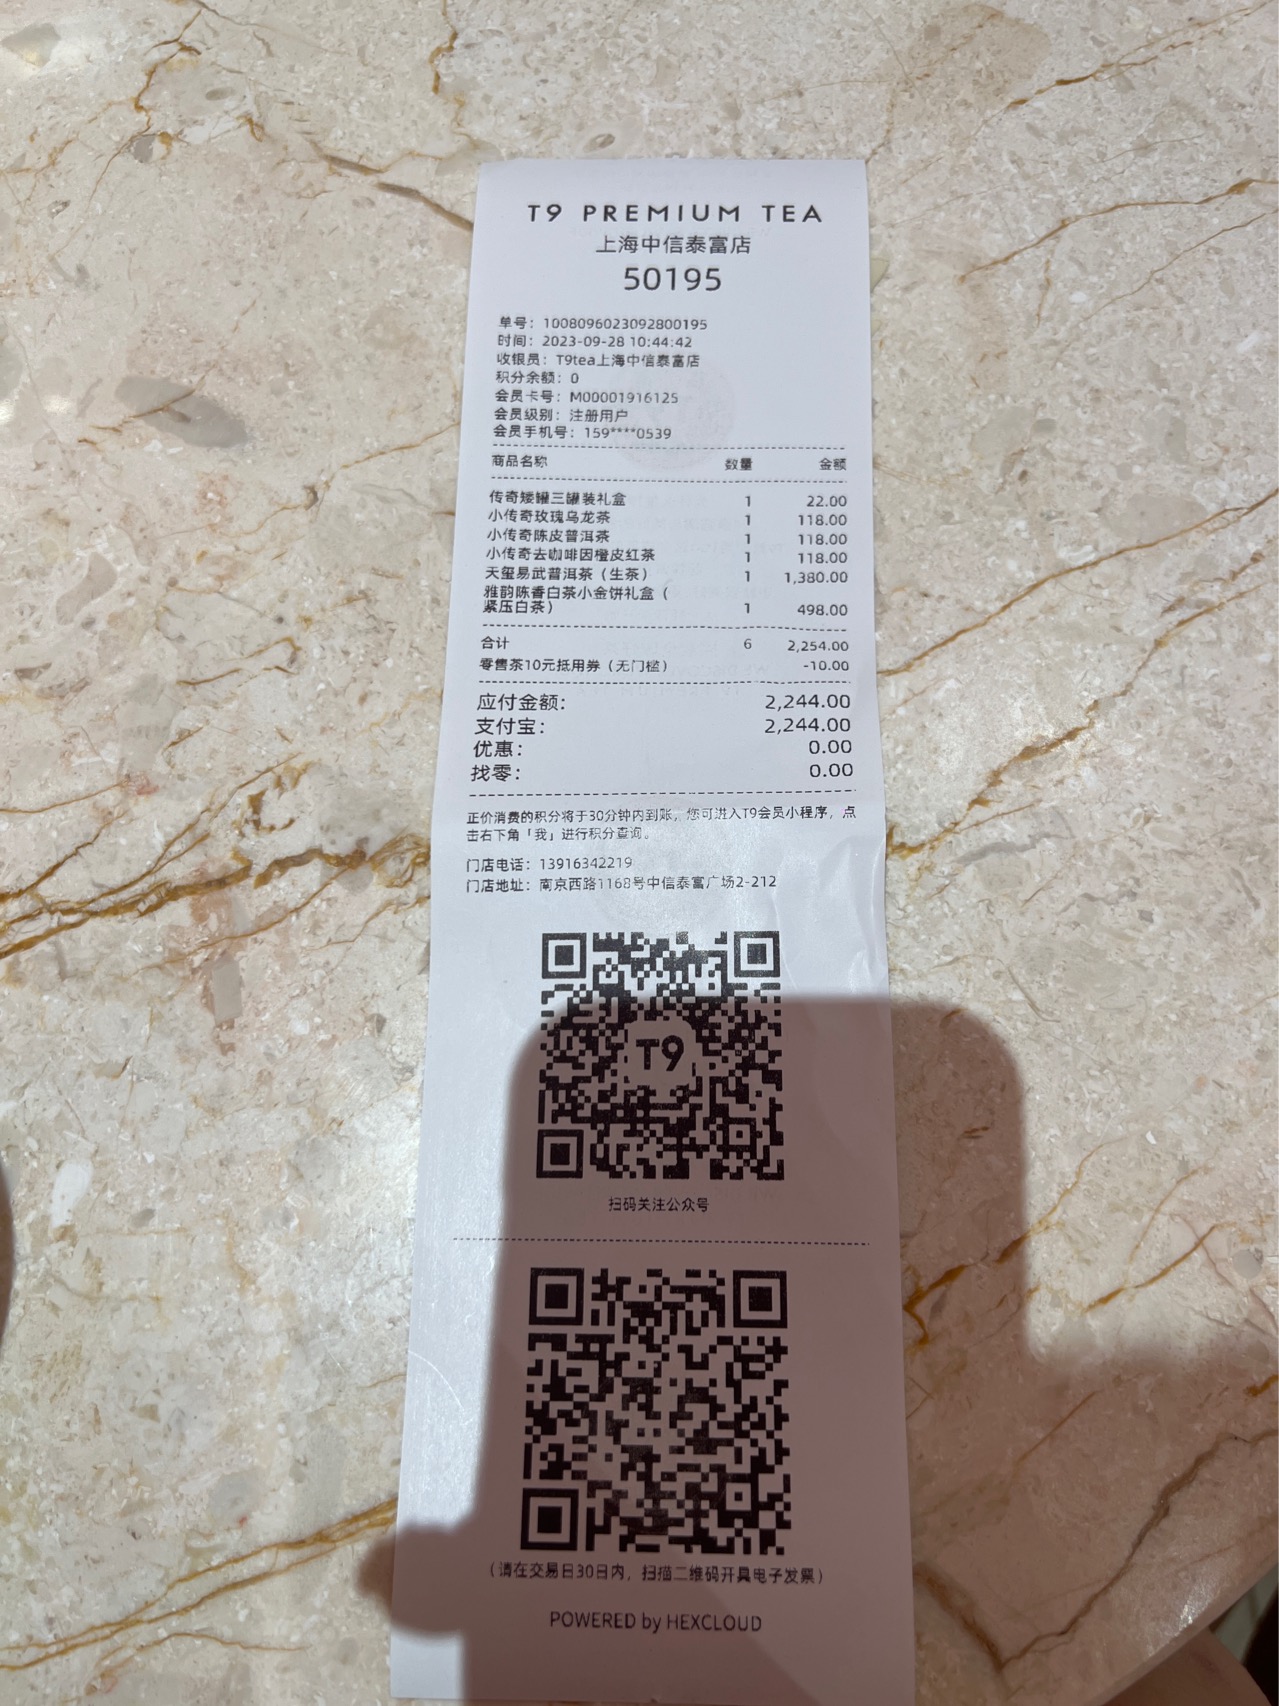 T9 PREMIUM TEA
上海中信泰富店
50195
单号：1008096023092800195
时间：2023-09-28 10:44:42
收银员：T9tea上海中信泰富店
积分余额：0
会员卡号：M00001916125
会员级别：注册用户
会员手机号：159****0539
商品名称 数量 金额
传奇矮罐三罐装礼盒 1 22.00
小传奇玫瑰乌龙茶 1 118.00
小传奇陈皮普洱茶 1 118.00
小传奇去咖啡因橙皮红茶 1 118.00
天玺易武普洱茶（生茶） 1 1,380.00
雅韵陈香白茶小金饼礼盒（
紧压白茶） 1 498.00
合计 6 2,254.00
零售茶10元抵用券（无门槛） -10.00
应付金额： 2,244.00
支付宝： 2,244.00
优惠： 0.00
找零： 0.00
正价消费的积分将于30分钟内到账，您可进入T9会员小程序，点
击右下角「我」进行积分查询。
门店电话：13916342219
门店地址：南京西路1168号中信泰富广场2-212
T9
扫码关注公众号
（请在交易日30日内，扫描二维码开具电子发票）
POWERED by HEXCLOUD